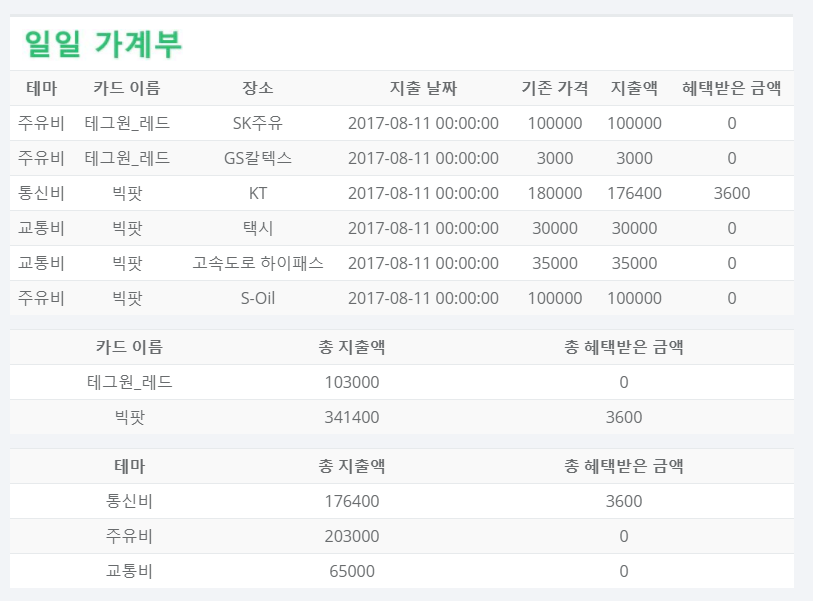 일일 가계부
테마 카드 이름 장소 지출 날짜 기존 가격 지출액 혜택받은 금액
주유비 테그원_레드 SK주유 2017-08-11 00:00:00 100000 100000 0
주유비 테그원_레드 GS칼텍스 2017-08-11 00:00:00 3000 3000 0
통신비 빅팟 KT 2017-08-11 00:00:00 180000 176400 3600
교통비 빅팟 택시 2017-08-11 00:00:00 30000 30000 0
교통비 빅팟 고속도로 하이패스 2017-08-11 00:00:00 35000 35000 0
주유비 빅팟 S-Oil 2017-08-11 00:00:00 100000 100000 0
카드 이름 총 지출액 총 혜택받은 금액
테그원_레드 103000 0
빅팟 341400 3600
테마 총 지출액 총 혜택받은 금액
통신비 176400 3600
주유비 203000 0
교통비 65000 0